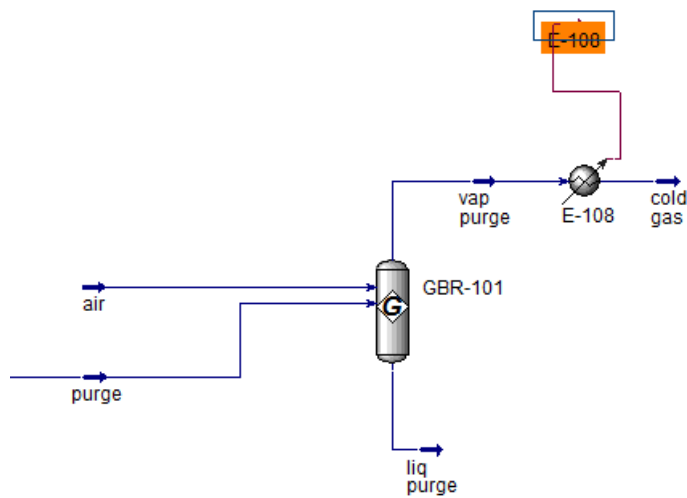 E-100
vap
purge
E-108
cold
gas
GBR-101
G
air
purge
liq
purge